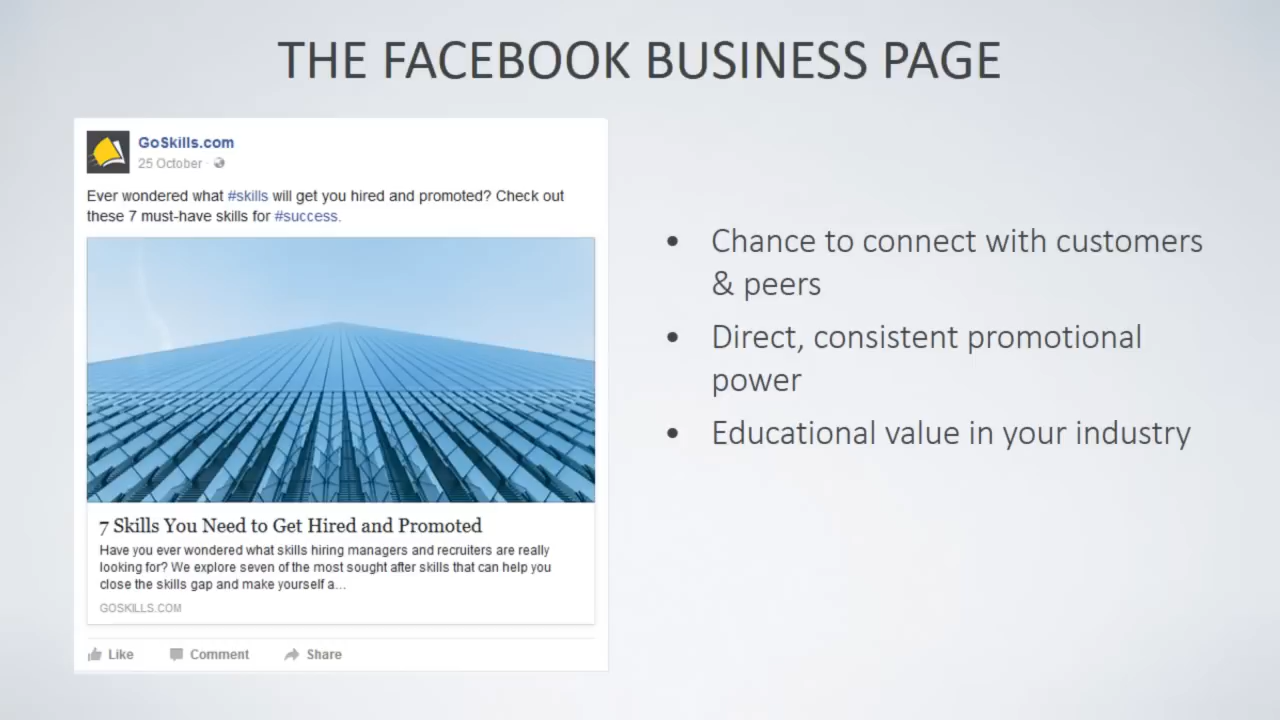 THE FACEBOOK BUSINESS PAGE
GoSkills.com
25 October ·
Ever wondered what #skills will get you hired and promoted? Check out
these 7 must-have skills for #success.
7 Skills You Need to Get Hired and Promoted
Have you ever wondered what skills hiring managers and recruiters are really
looking for? We explore seven of the most sought after skills that can help you
close the skills gap and make yourself a...
GOSKILLS.COM
Like Comment Share
• Chance to connect with customers
& peers
• Direct, consistent promotional
power
• Educational value in your industry